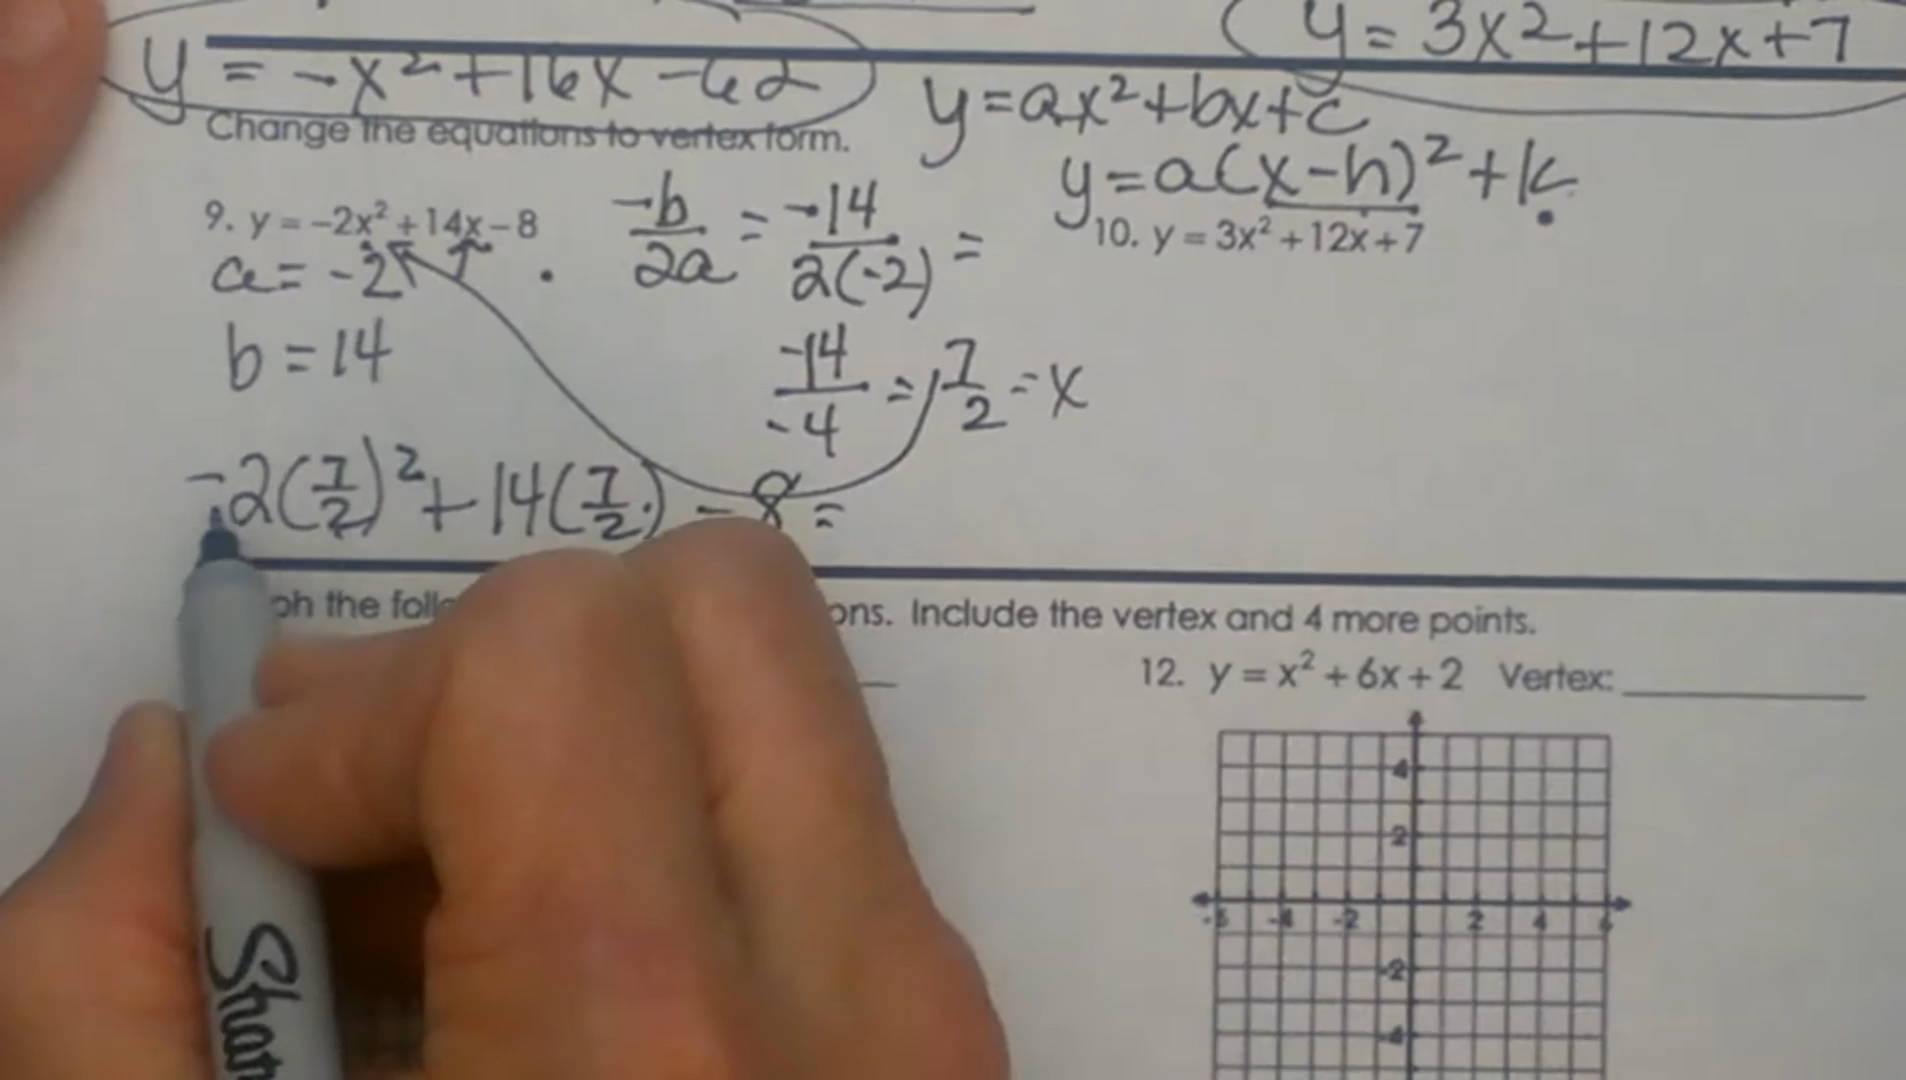 y = 3x² + 12x + 7
y = -x² + 16x - 62
y = ax² + bx + c
Change the equations to vertex form.
y = a(x - h)² + k
9. y = -2x² + 14x - 8
-b/2a = -14/2(-2) =
10. y = 3x² + 12x + 7
a = -2
b = 14
-14/-4 = 7/2 = x
-2(7/2)² + 14(7/2) - 8 =
ph the follo ons. Include the vertex and 4 more points.
12. y = x² + 6x + 2 Vertex:
4
2
-4 -2 2 4 6
-2
-4
Shar